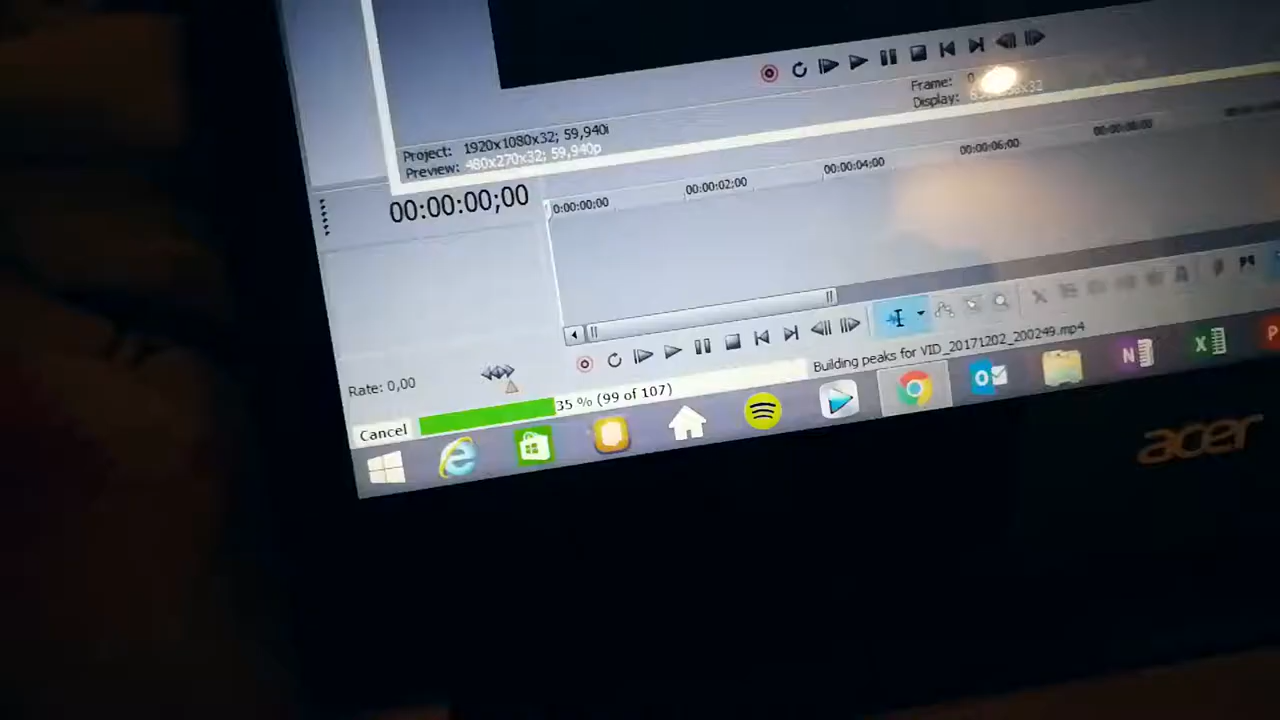 Frame: 0
Display:
Project: 1920x1080x32; 59,940i
Preview: 480x270x32; 59,940p
00:00:00;00
0:00:00;00 00:00:02;00 00:00:04;00 00:00:06;00
Rate: 0,00
Building peaks for VID_20171202_200249.mp4
Cancel 35 % (99 of 107)
acer